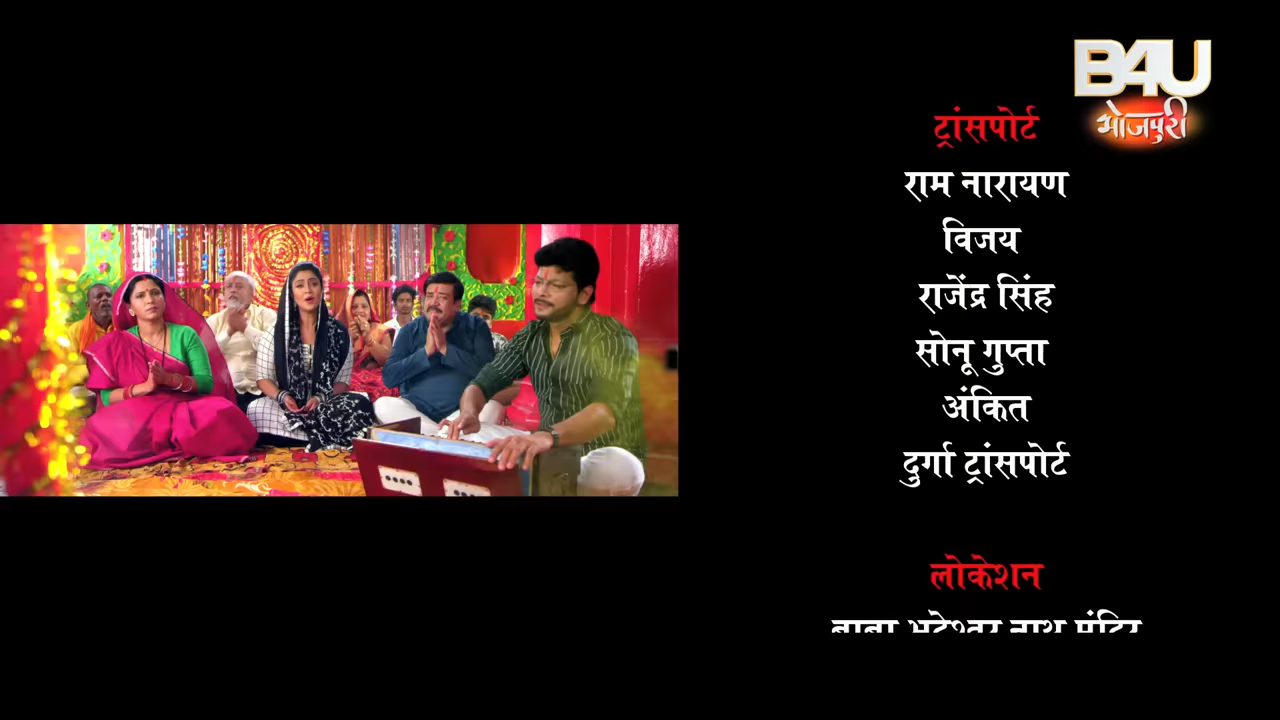 B4U
भोजपुरी
ट्रांसपोर्ट
राम नारायण
विजय
राजेंद्र सिंह
सोनू गुप्ता
अंकित
दुर्गा ट्रांसपोर्ट
लोकेशन
बाबा नाथ मंदिर